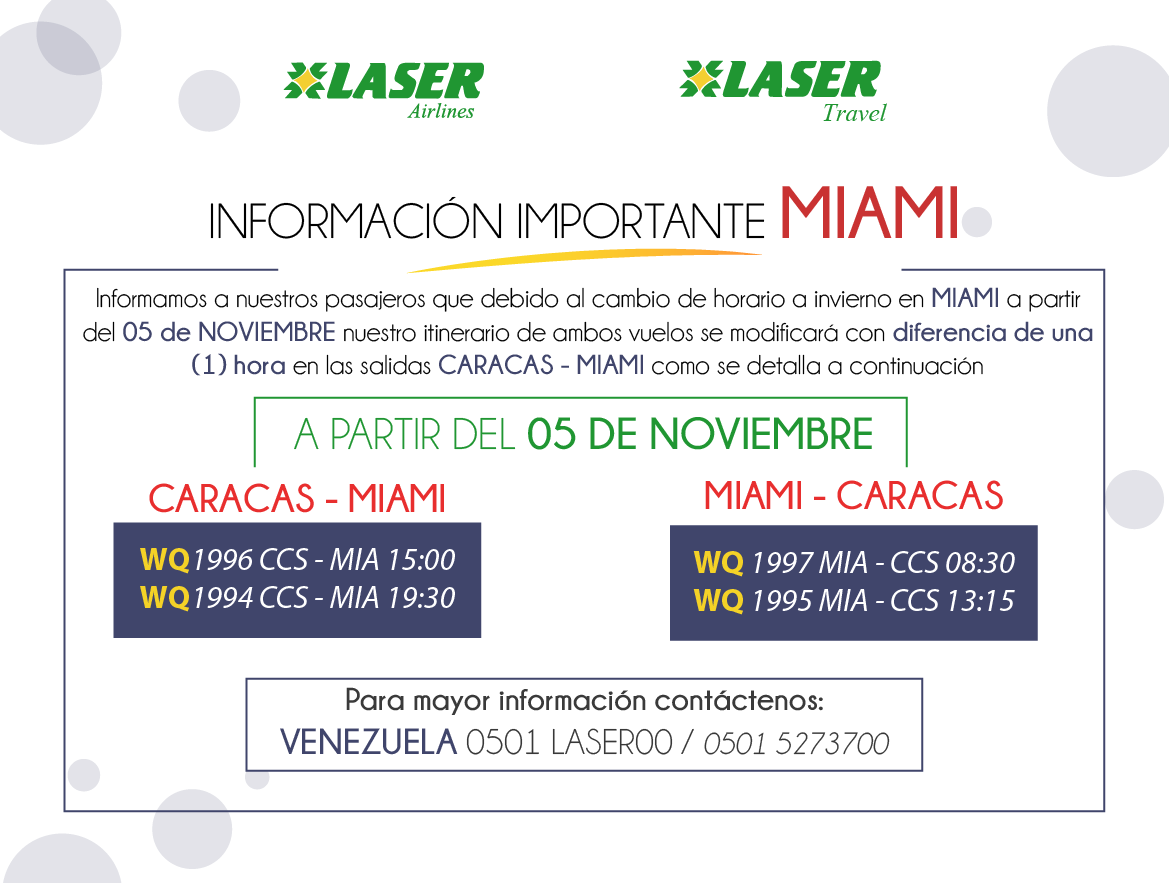 LASER
Airlines
LASER
Travel
INFORMACIÓN IMPORTANTE MIAMI
Informamos a nuestros pasajeros que debido al cambio de horario a invierno en MIAMI a partir
del 05 de NOVIEMBRE nuestro itinerario de ambos vuelos se modificará con diferencia de una
(1) hora en las salidas CARACAS - MIAMI como se detalla a continuación
A PARTIR DEL 05 DE NOVIEMBRE
CARACAS - MIAMI
WQ 1996 CCS - MIA 15:00
WQ 1994 CCS - MIA 19:30
MIAMI - CARACAS
WQ 1997 MIA - CCS 08:30
WQ 1995 MIA - CCS 13:15
Para mayor información contáctenos:
VENEZUELA 0501 LASER00 / 0501 5273700